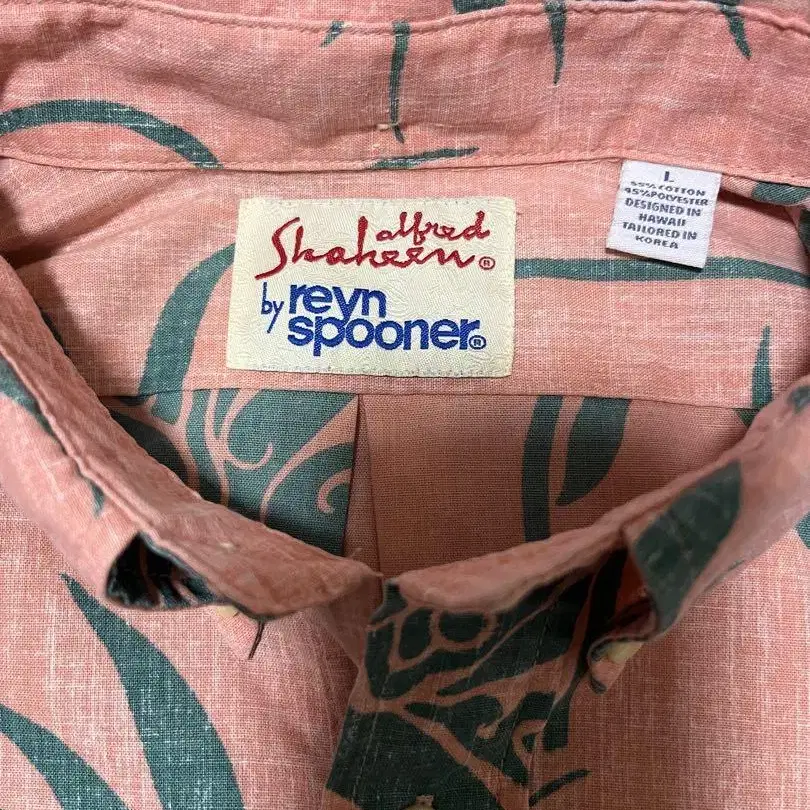 alfred
Shaheen®
by reyn
spooner®
L
55% COTTON
45% POLYESTER
DESIGNED IN
HAWAII
TAILORED IN
KOREA